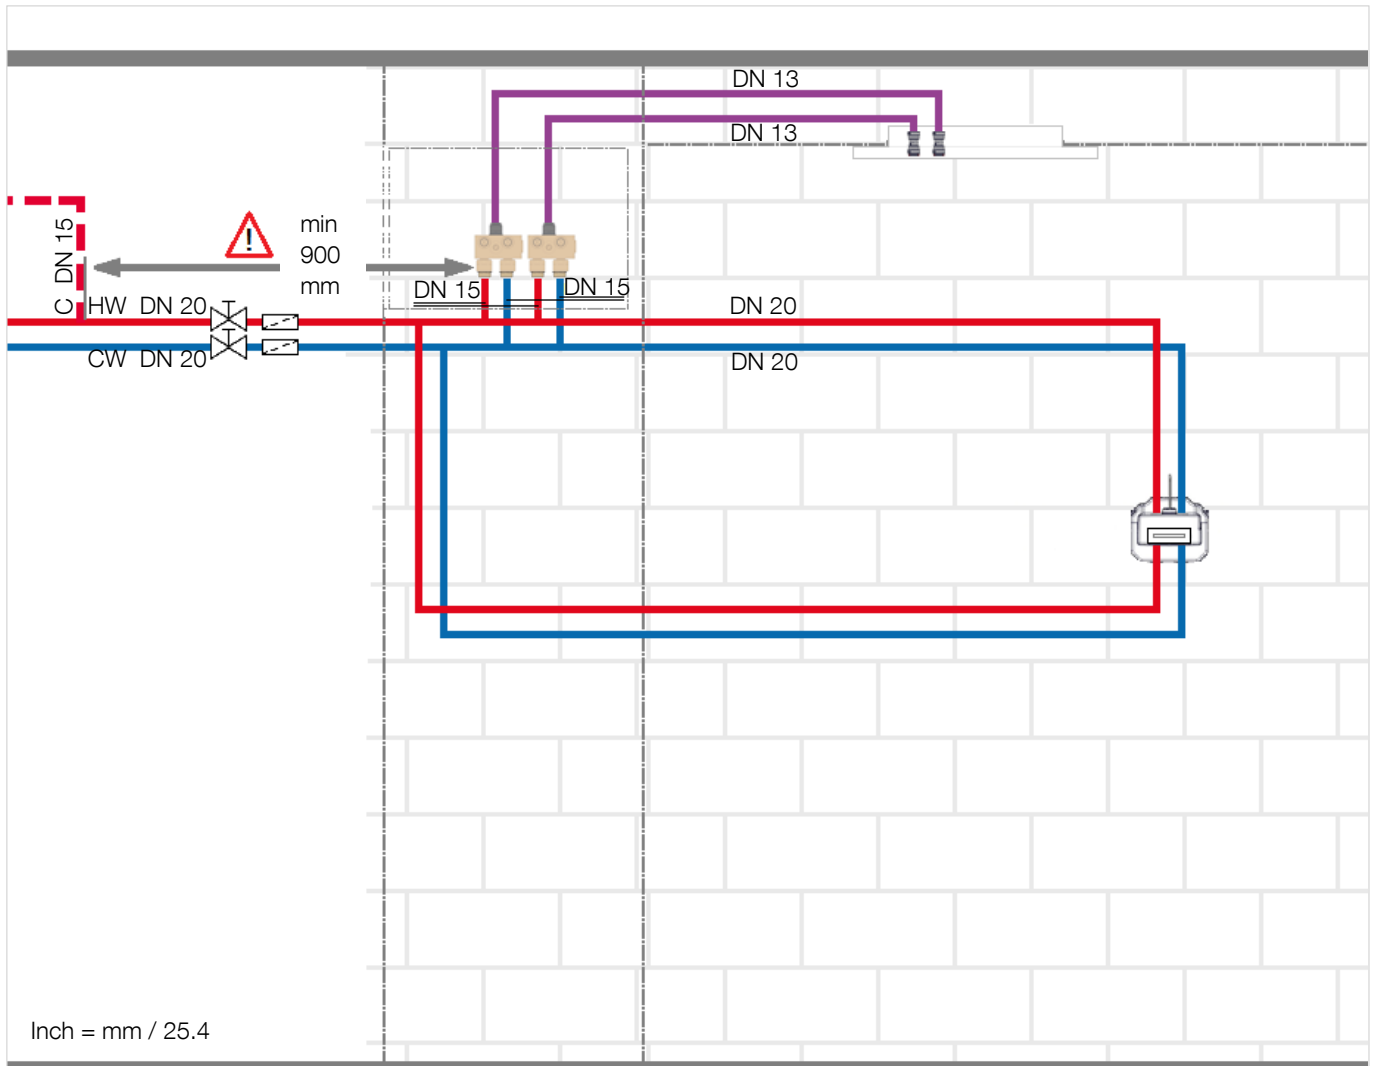 DN 13
DN 13
C DN 15
!
min
900
mm
DN 15
DN 15
HW DN 20
DN 20
CW DN 20
DN 20
Inch = mm / 25.4